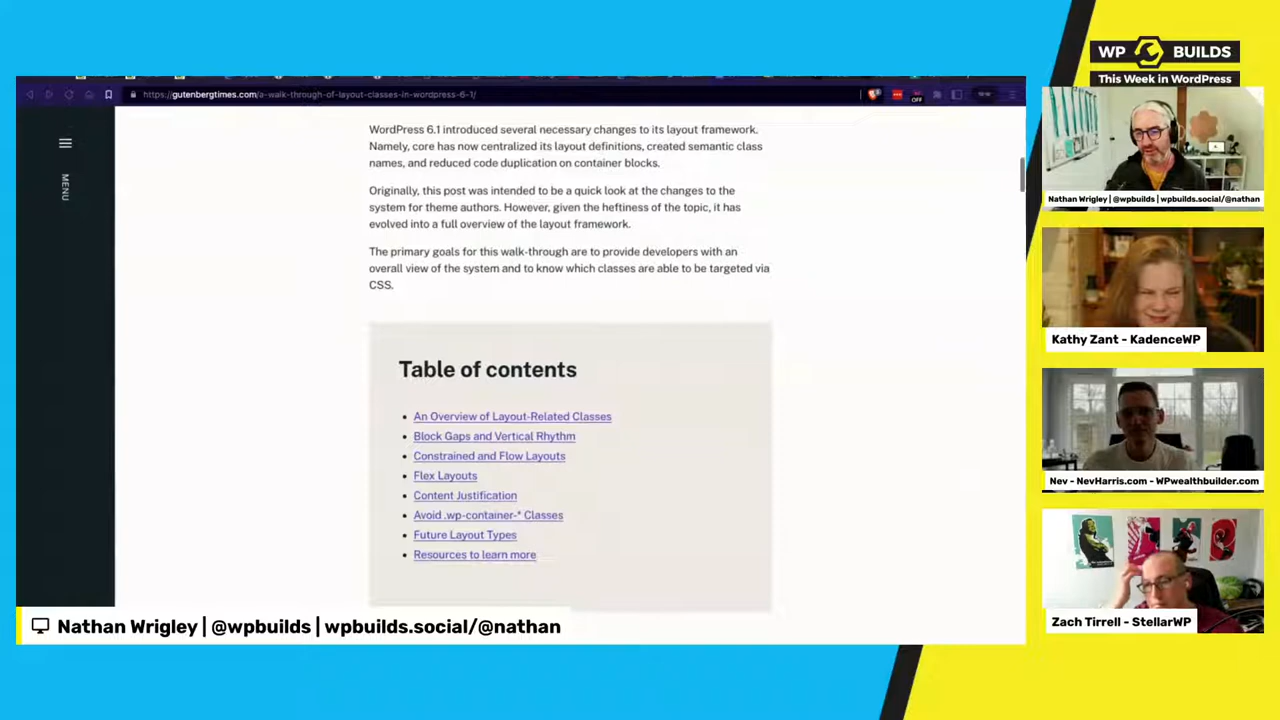 https://gutenbergtimes.com/a-walk-through-of-layout-classes-in-wordpress-6-1/
OFF
MENU
WordPress 6.1 introduced several necessary changes to its layout framework.
Namely, core has now centralized its layout definitions, created semantic class
names, and reduced code duplication on container blocks.
Originally, this post was intended to be a quick look at the changes to the
system for theme authors. However, given the heftiness of the topic, it has
evolved into a full overview of the layout framework.
The primary goals for this walk-through are to provide developers with an
overall view of the system and to know which classes are able to be targeted via
CSS.
Table of contents
An Overview of Layout-Related Classes
Block Gaps and Vertical Rhythm
Constrained and Flow Layouts
Flex Layouts
Content Justification
Avoid .wp-container-* Classes
Future Layout Types
Resources to learn more
Nathan Wrigley | @wpbuilds | wpbuilds.social/@nathan
WP BUILDS
This Week in WordPress
Nathan Wrigley | @wpbuilds | wpbuilds.social/@nathan
Kathy Zant - KadenceWP
Nev - NevHarris.com - WPwealthbuilder.com
Zach Tirrell - StellarWP